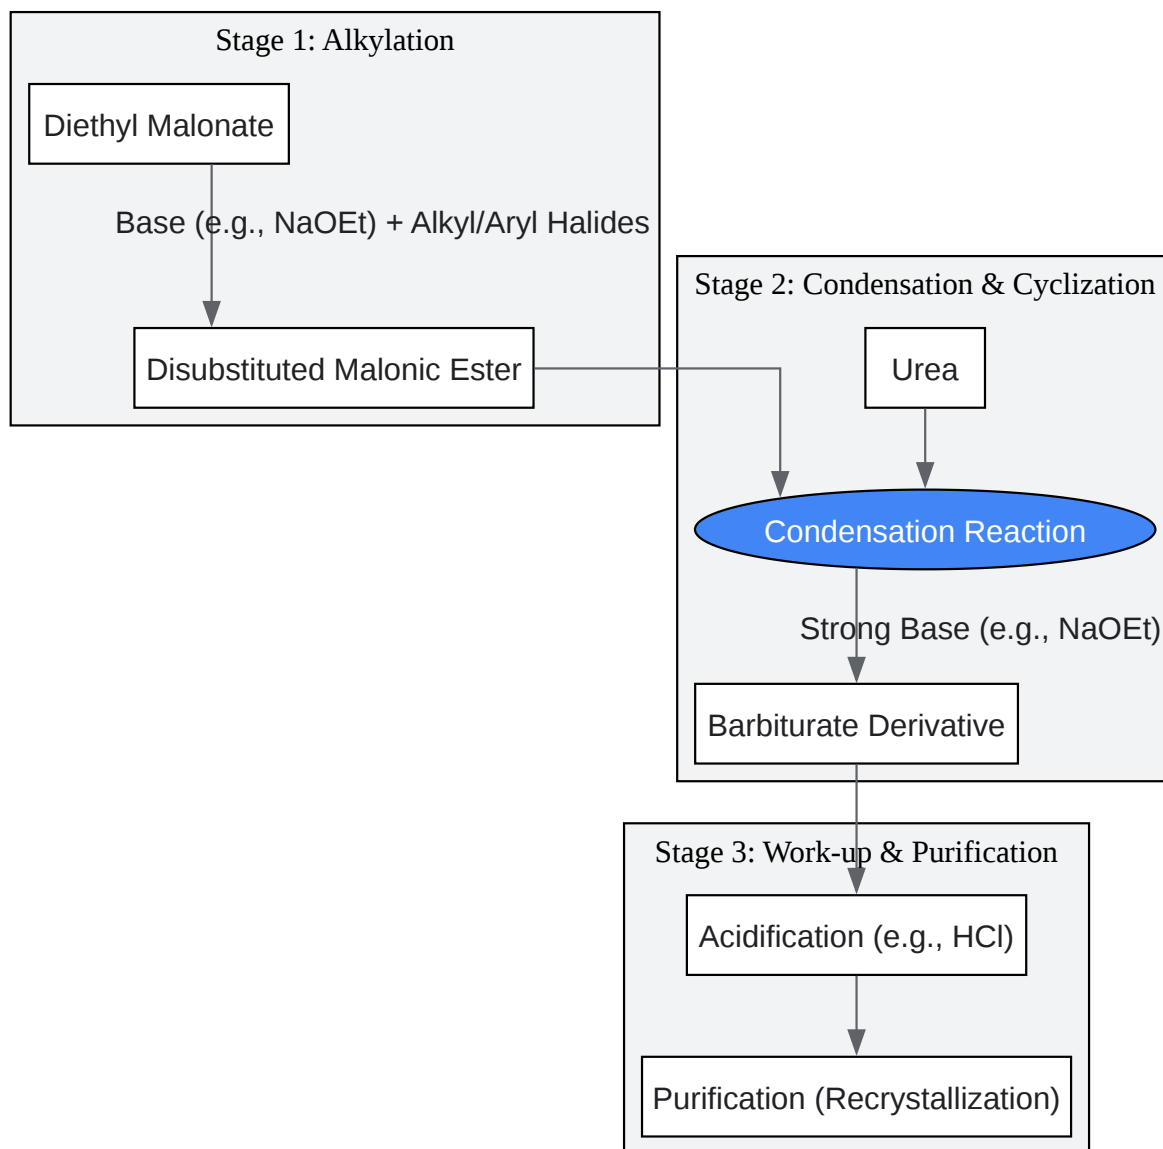 Stage 1: Alkylation
Diethyl Malonate
Base (e.g., NaOEt) + Alkyl/Aryl Halides
Disubstituted Malonic Ester
Stage 2: Condensation & Cyclization
Urea
Condensation Reaction
Strong Base (e.g., NaOEt)
Barbiturate Derivative
Stage 3: Work-up & Purification
Acidification (e.g., HCl)
Purification (Recrystallization)